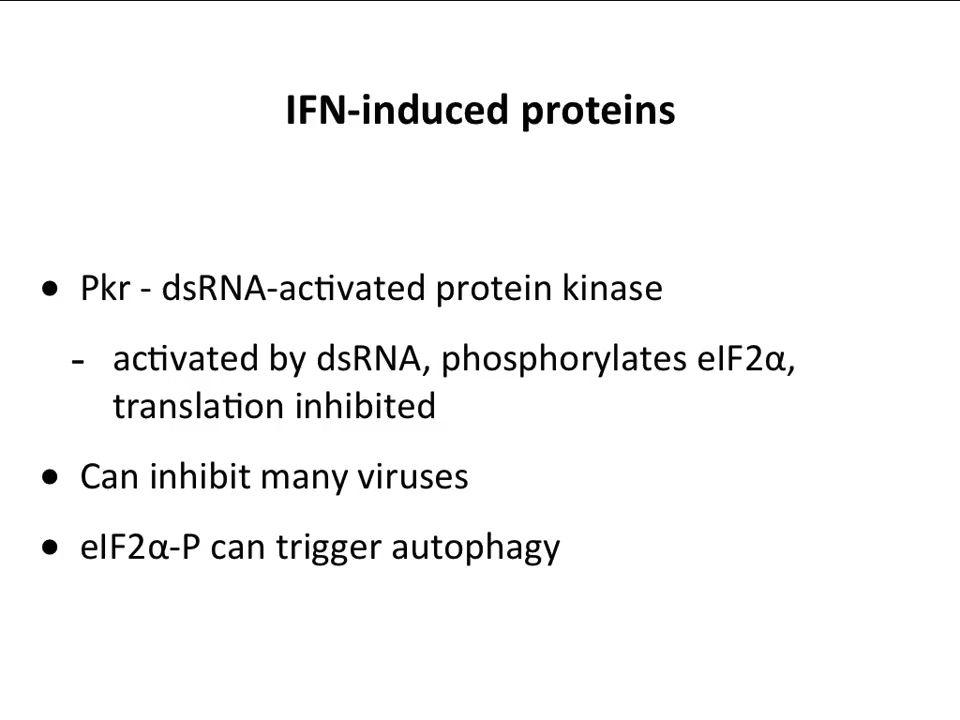 IFN-induced proteins
• Pkr - dsRNA-activated protein kinase
- activated by dsRNA, phosphorylates eIF2α,
translation inhibited
• Can inhibit many viruses
• eIF2α-P can trigger autophagy